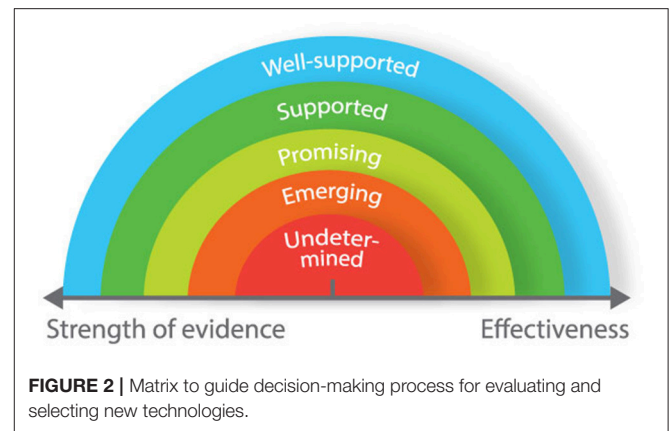 Well-supported
Supported
Promising
Emerging
Undeter-
mined
Strength of evidence
Effectiveness
FIGURE 2 | Matrix to guide decision-making process for evaluating and
selecting new technologies.